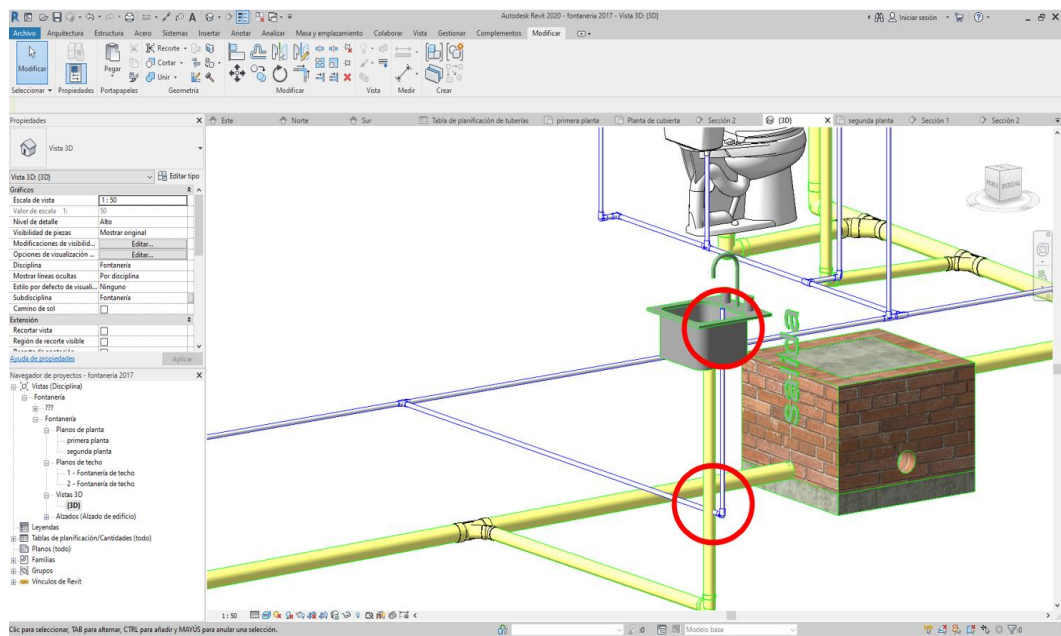 Autodesk Revit 2020 - fontaneria 2017 - Vista 3D: {3D}
Iniciar sesión
Archivo Arquitectura Estructura Acero Sistemas Insertar Anotar Analizar Masa y emplazamiento Colaborar Vista Gestionar Complementos Modificar
Modificar
Pegar
Recorte
Cortar
Unir
Seleccionar Propiedades Portapapeles Geometría Modificar Vista Medir Crear
Propiedades
Este Norte Sur Tabla de planificación de tuberías primera planta Planta de cubierta Sección 2 {3D} segunda planta Sección 1 Sección 2
Vista 3D
Vista 3D: {3D} Editar tipo
Gráficos
Escala de vista 1 : 50
Valor de escala 1: 50
Nivel de detalle Alto
Visibilidad de piezas Mostrar original
Modificaciones de visibilid... Editar...
Opciones de visualización ... Editar...
Disciplina Fontanería
Mostrar líneas ocultas Por disciplina
Estilo por defecto de visuali... Ninguno
Subdisciplina Fontanería
Camino de sol
Extensión
Recortar vista
Región de recorte visible
Ayuda de propiedades Aplicar
Navegador de proyectos - fontaneria 2017
Vistas (Disciplina)
Fontanería
???
Fontanería
Planos de planta
primera planta
segunda planta
Planos de techo
1 - Fontanería de techo
2 - Fontanería de techo
Vistas 3D
{3D}
Alzados (Alzado de edificio)
Leyendas
Tablas de planificación/Cantidades (todo)
Planos (todo)
Familias
Grupos
Vínculos de Revit
1 : 50
Clic para seleccionar, TAB para alternar, CTRL para añadir y MAYÚS para anular una selección.
:0
Modelo base
:0